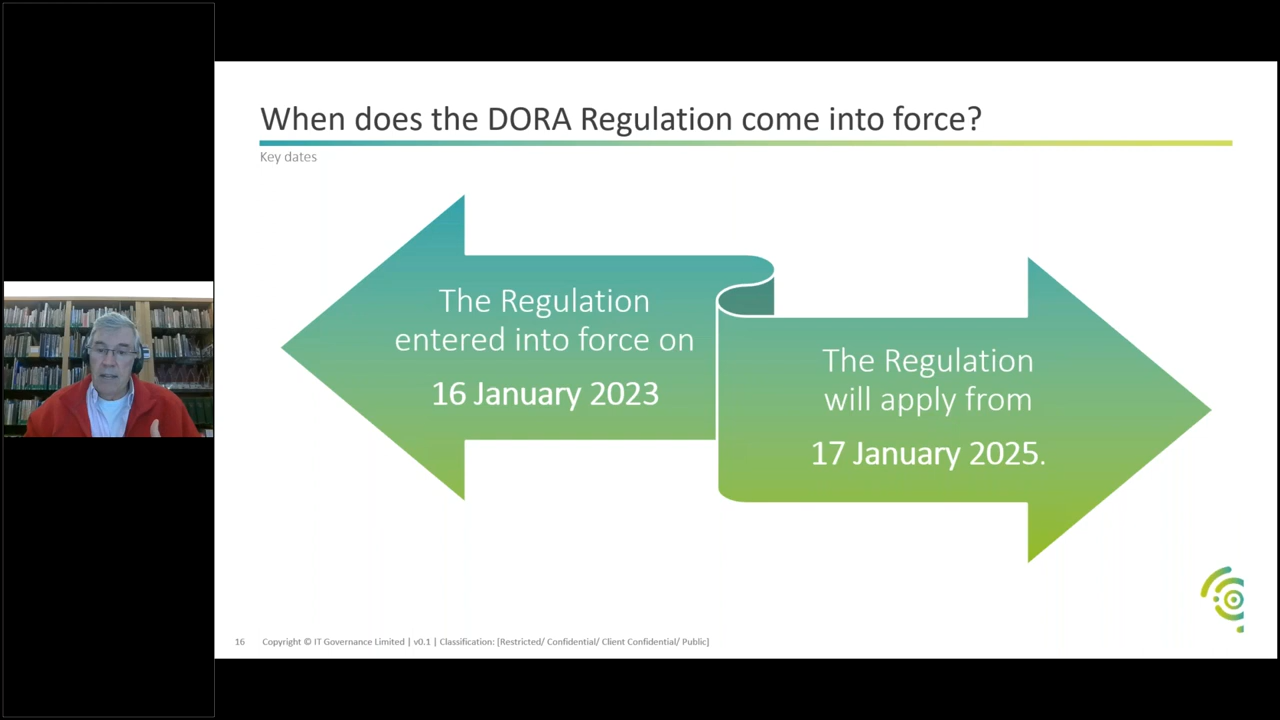 When does the DORA Regulation come into force?
Key dates
The Regulation
entered into force on
16 January 2023
The Regulation
will apply from
17 January 2025.
16 Copyright © IT Governance Limited | v0.1 | Classification: [Restricted/ Confidential/ Client Confidential/ Public]